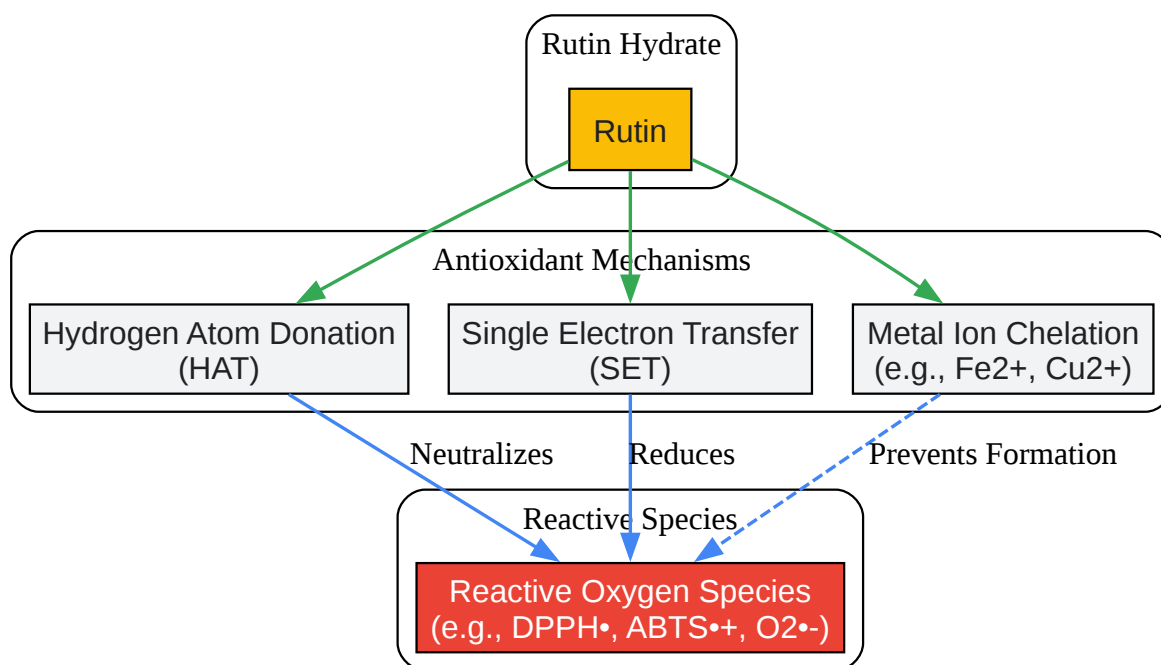 Rutin Hydrate
Rutin
Antioxidant Mechanisms
Hydrogen Atom Donation
(HAT)
Single Electron Transfer
(SET)
Metal Ion Chelation
(e.g., Fe2+, Cu2+)
Neutralizes
Reduces
Prevents Formation
Reactive Species
Reactive Oxygen Species
(e.g., DPPH•, ABTS•+, O2•-)